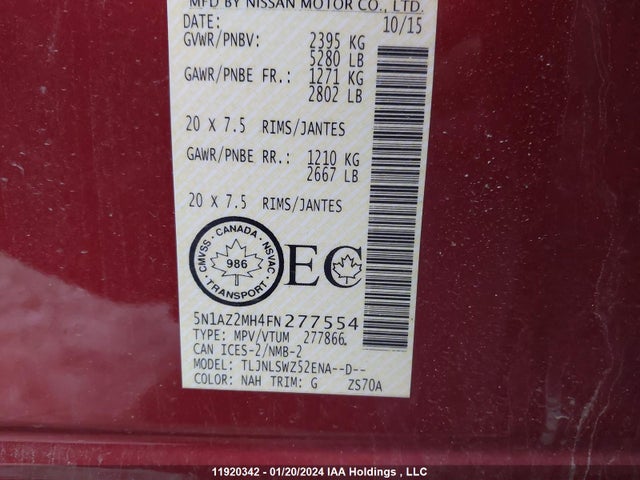 MFD BY NISSAN MOTOR CO., LTD.
DATE: 10/15
GVWR/PNBV: 2395 KG
5280 LB
GAWR/PNBE FR.: 1271 KG
2802 LB
20 X 7.5 RIMS/JANTES
GAWR/PNBE RR.: 1210 KG
2667 LB
20 X 7.5 RIMS/JANTES
CMVSS · CANADA · NSVAC
986
TRANSPORT
EC
5N1AZ2MH4FN277554
TYPE: MPV/VTUM 277866
CAN ICES-2/NMB-2
MODEL: TLJNLSWZ52ENA--D--
COLOR: NAH TRIM: G ZS70A
11920342 - 01/20/2024 IAA Holdings , LLC